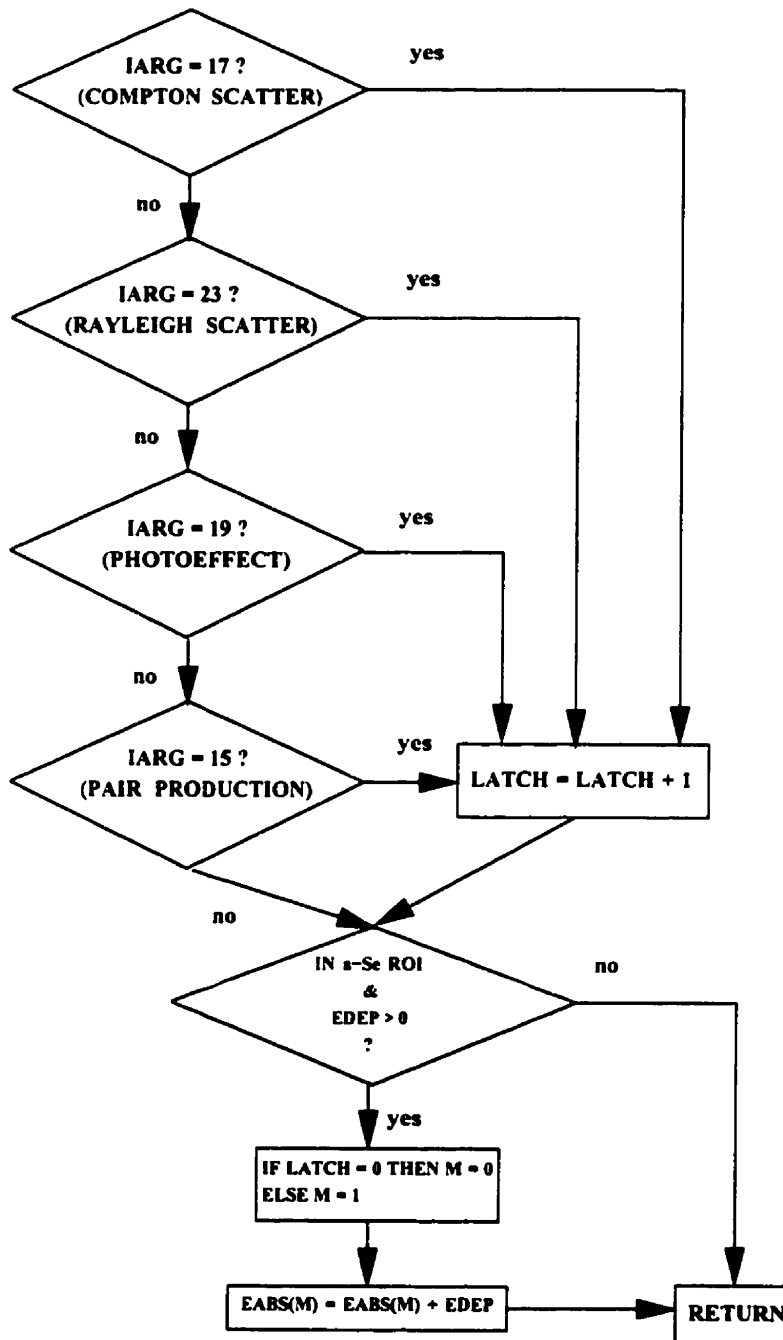 IARG = 17 ?
(COMPTON SCATTER)
yes
no
IARG = 23 ?
(RAYLEIGH SCATTER)
yes
no
IARG = 19 ?
(PHOTOEFFECT)
yes
no
IARG = 15 ?
(PAIR PRODUCTION)
yes
LATCH = LATCH + 1
no
IN a-Se ROI
&
EDEP > 0
?
no
yes
IF LATCH = 0 THEN M = 0
ELSE M = 1
EABS(M) = EABS(M) + EDEP
RETURN